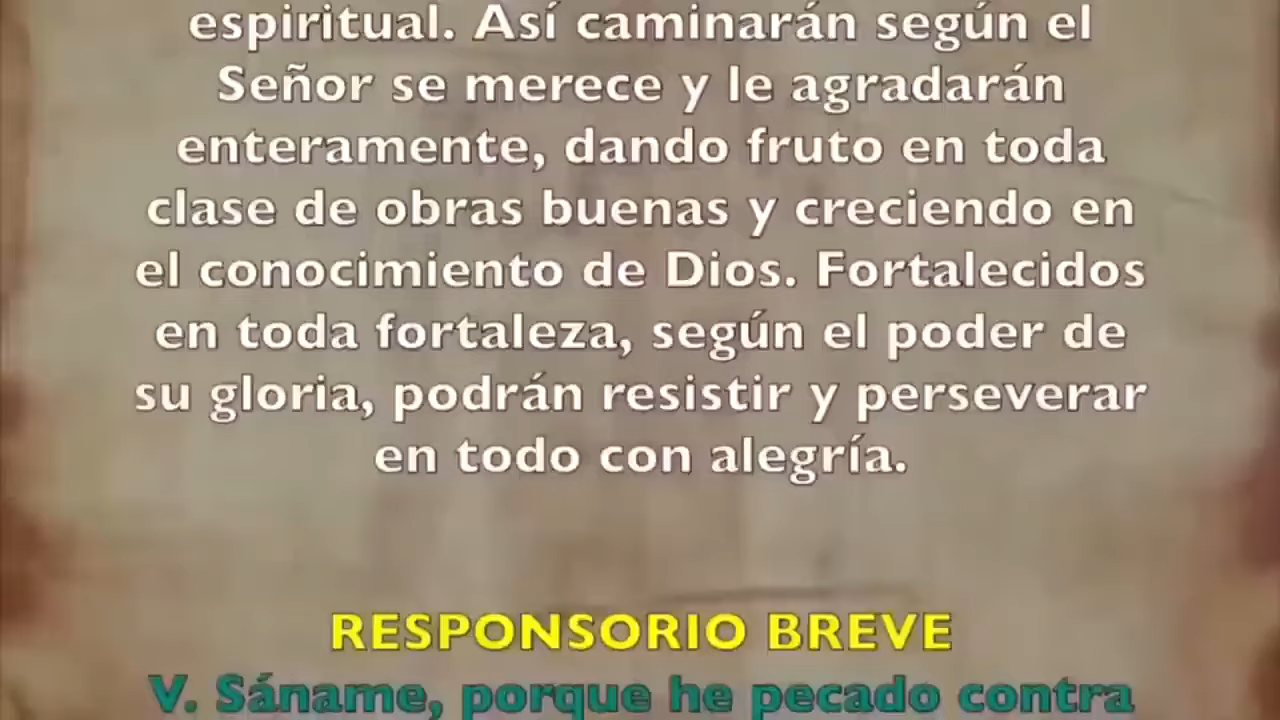 espiritual. Así caminarán según el
Señor se merece y le agradarán
enteramente, dando fruto en toda
clase de obras buenas y creciendo en
el conocimiento de Dios. Fortalecidos
en toda fortaleza, según el poder de
su gloria, podrán resistir y perseverar
en todo con alegría.
RESPONSORIO BREVE
V. Sáname, porque he pecado contra